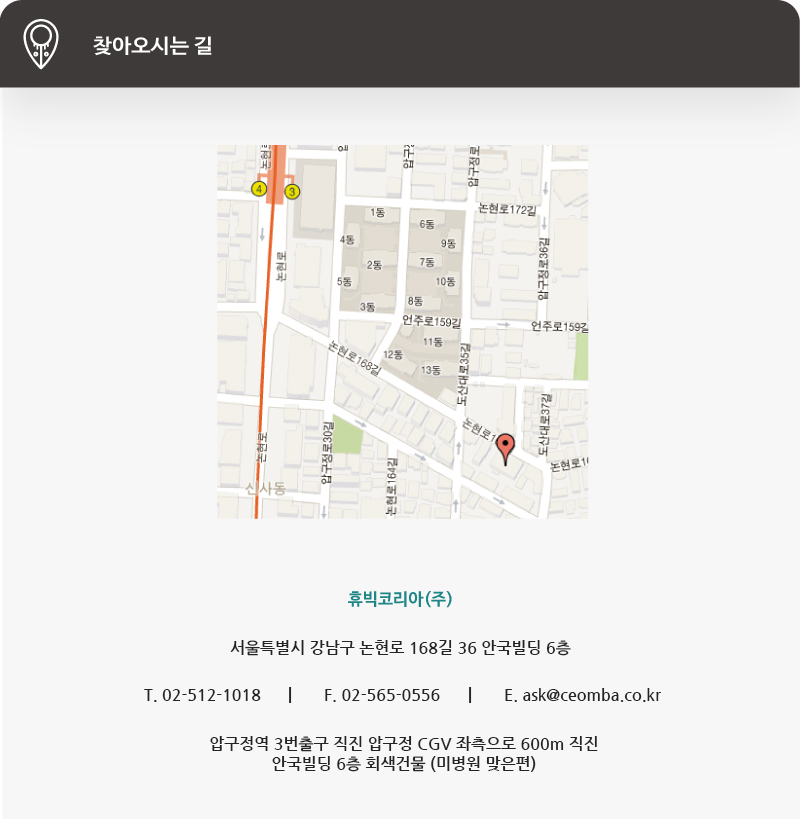 찾아오시는 길
논현
압구정로
4
3
논현로172길
1동
6동
4동
9동
논현로
2동
7동
압구정로36길
5동
10동
3동
8동
언주로159길
언주로159길
11동
논현로168길
12동
13동
도산대로35길
도산대로37길
논현로1
논현로
압구정로30길
논현로164길
논현로1
신사동
휴빅코리아(주)
서울특별시 강남구 논현로 168길 36 안국빌딩 6층
T. 02-512-1018 | F. 02-565-0556 | E. ask@ceomba.co.kr
압구정역 3번출구 직진 압구정 CGV 좌측으로 600m 직진
안국빌딩 6층 회색건물 (미병원 맞은편)